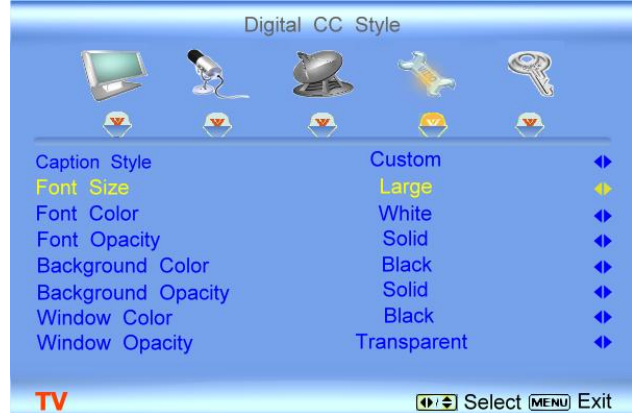 Digital CC Style
Caption Style Custom
Font Size Large
Font Color White
Font Opacity Solid
Background Color Black
Background Opacity Solid
Window Color Black
Window Opacity Transparent
TV Select MENU Exit